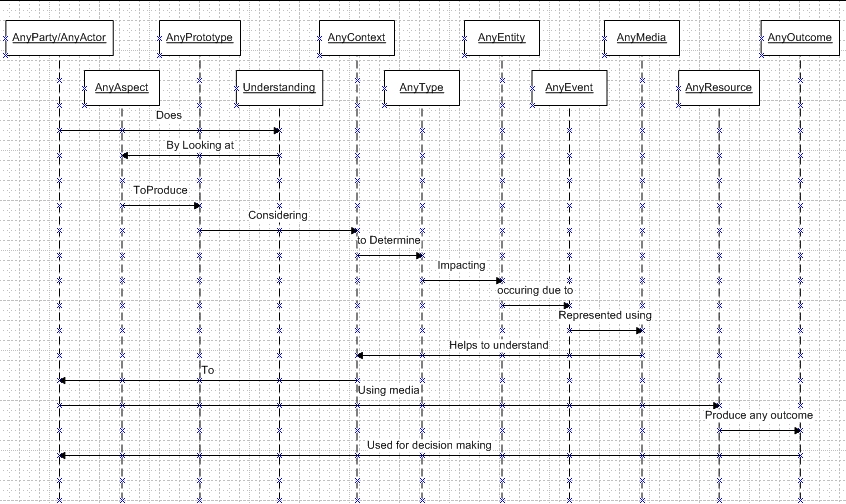 AnyParty/AnyActor
AnyPrototype
AnyContext
AnyEntity
AnyMedia
AnyOutcome
AnyAspect
Understanding
AnyType
AnyEvent
AnyResource
Does
By Looking at
ToProduce
Considering
to Determine
Impacting
occuring due to
Represented using
Helps to understand
To
Using media
Produce any outcome
Used for decision making